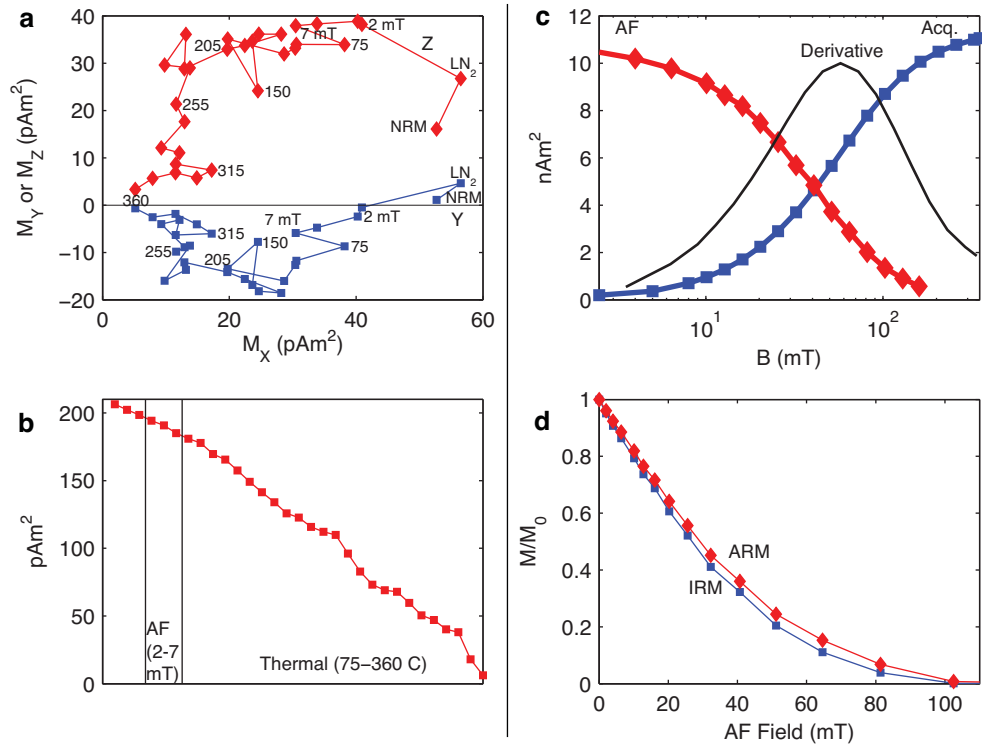 a
40
30
20
10
0
−10
−20
M_Y or M_Z (pAm²)
0
20
40
60
M_X (pAm²)
2 mT
Z
7 mT
75
205
LN₂
150
NRM
255
315
360
LN₂
NRM
Y
2 mT
7 mT
150
315
75
255
205
b
200
150
100
50
0
pAm²
AF
(2-7
mT)
Thermal (75–360 C)
c
12
10
8
6
4
2
0
nAm²
AF
Acq.
Derivative
10¹
10²
B (mT)
d
1
0.8
0.6
0.4
0.2
0
M/M₀
ARM
IRM
0
20
40
60
80
100
AF Field (mT)